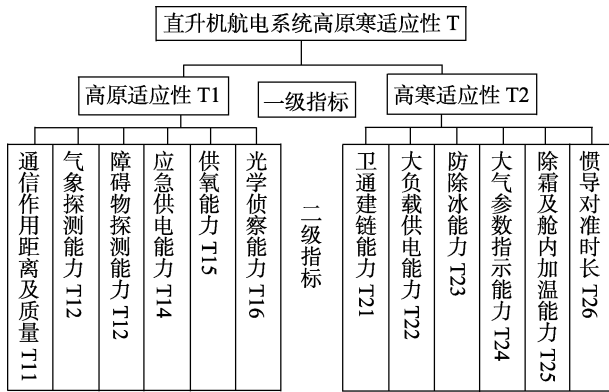 直升机航电系统高原寒适应性 T
高原适应性 T1
一级指标
高寒适应性 T2
通信作用距离及质量 T11
气象探测能力 T12
障碍物探测能力 T12
应急供电能力 T14
供氧能力 T15
光学侦察能力 T16
二级指标
卫通建链能力 T21
大负载供电能力 T22
防除冰能力 T23
大气参数指示能力 T24
除霜及舱内加温能力 T25
惯导对准时长 T26